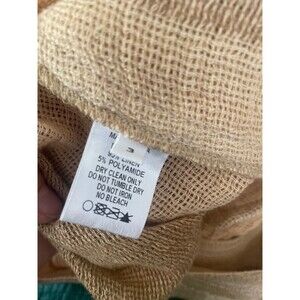 LINEN
5% POLYAMIDE
DRY CLEAN ONLY
DO NOT TUMBLE DRY
DO NOT IRON
NO BLEACH